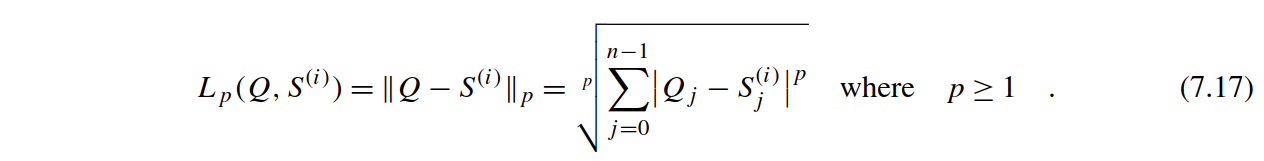 L_p(Q, S^{(i)}) = \|Q − S^{(i)}\|_p = \sqrt[p]{\sum_{j=0}^{n−1} |Q_j − S_j^{(i)}|^p} where p ≥ 1 . (7.17)